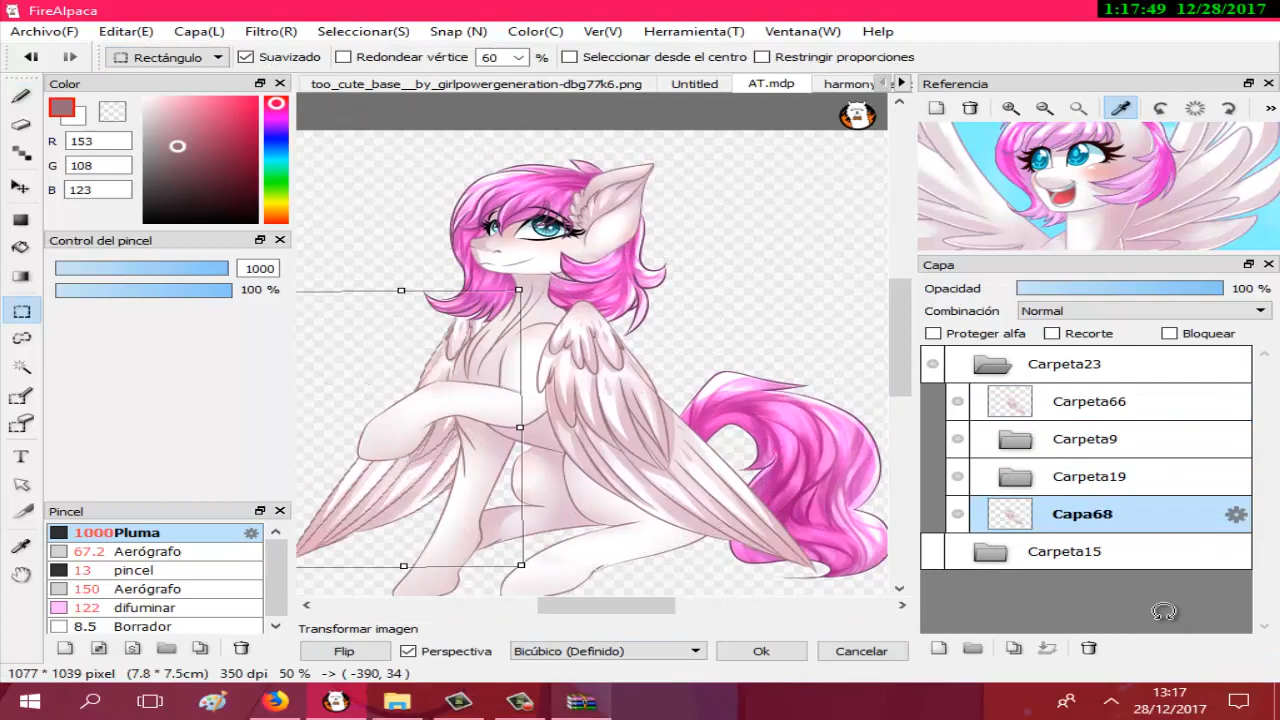 FireAlpaca
1:17:49 12/28/2017
Archivo(F) Editar(E) Capa(L) Filtro(R) Seleccionar(S) Snap (N) Color(C) Ver(V) Herramienta(T) Ventana(W) Help
Rectángulo Suavizado Redondear vértice 60 % Seleccionar desde el centro Restringir proporciones
Color
R 153
G 108
B 123
Control del pincel
1000
100 %
too_cute_base__by_girlpowergeneration-dbg77k6.png Untitled AT.mdp harmony
Referencia
Capa
Opacidad 100 %
Combinación Normal
Proteger alfa Recorte Bloquear
Carpeta23
Carpeta66
Carpeta9
Carpeta19
Capa68
Carpeta15
Pincel
1000 Pluma
67.2 Aerógrafo
13 pincel
150 Aerógrafo
122 difuminar
8.5 Borrador
Transformar imagen
Flip Perspectiva Bicúbico (Definido) Ok Cancelar
1077 * 1039 pixel (7.8 * 7.5cm) 350 dpi 50 % -> ( -390, 34 )
13:17
28/12/2017